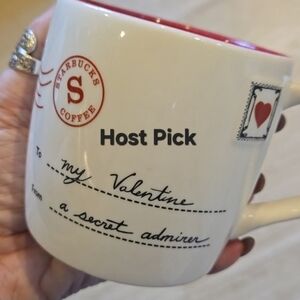 STARBUCKS
S
COFFEE
Host Pick
To my Valentine
From a secret admirer